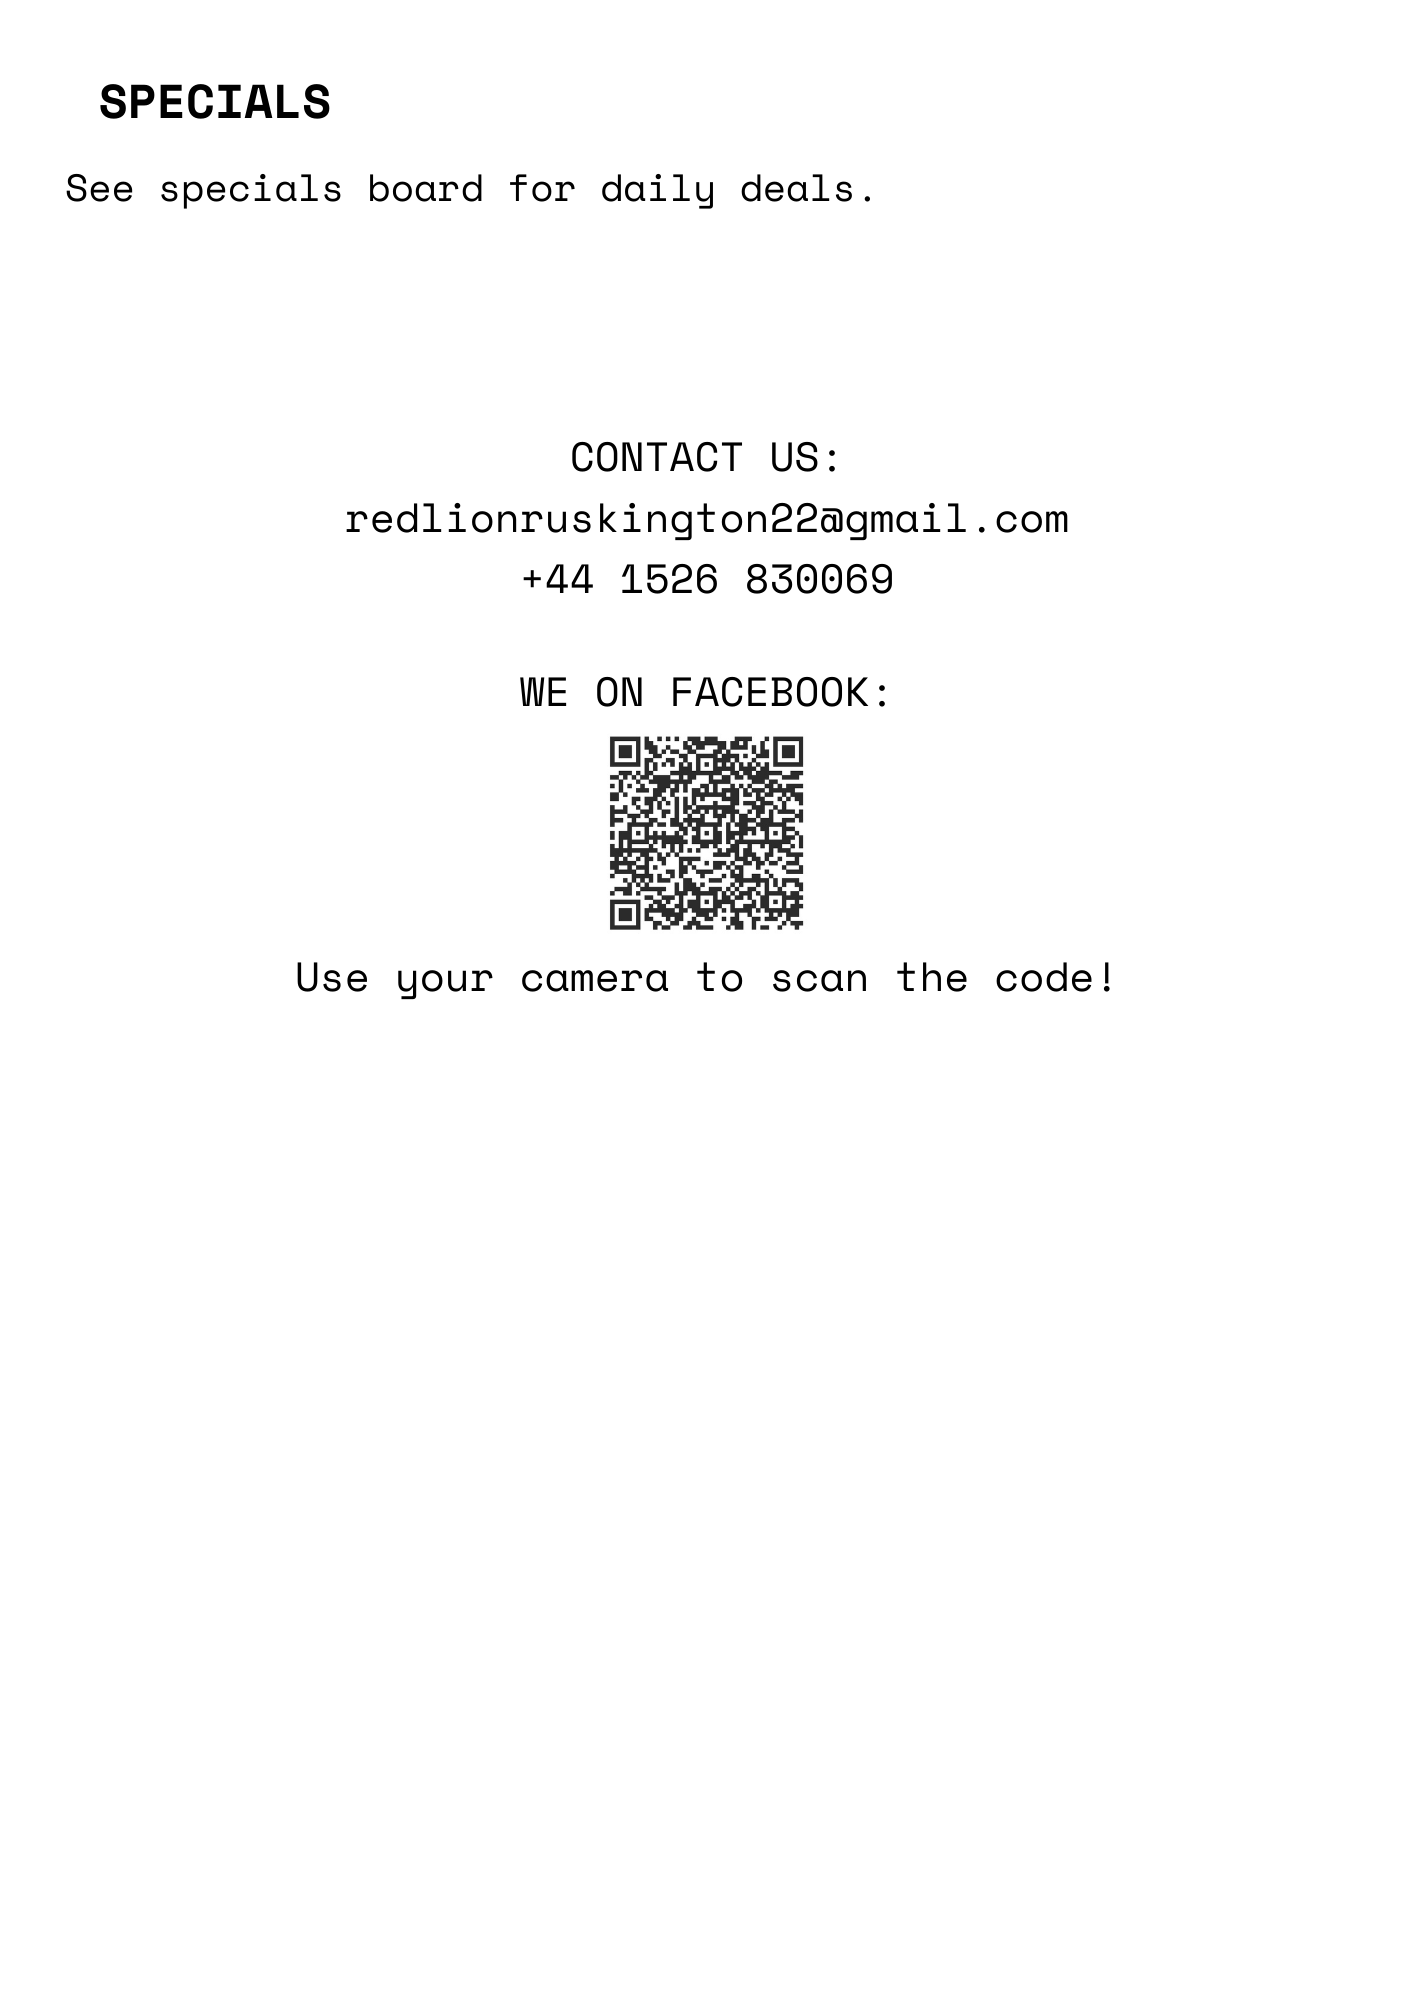 SPECIALS
See specials board for daily deals.
CONTACT US:
redlionruskington22@gmail.com
+44 1526 830069
WE ON FACEBOOK:
Use your camera to scan the code!